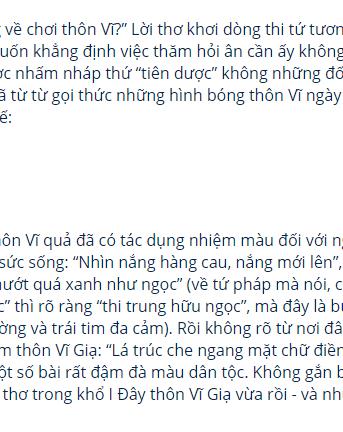 về chơi thôn Vĩ?” Lời thơ khơi dòng thi tứ tươn
uốn khẳng định việc thăm hỏi ân cần ấy không
ợc nhấm nháp thứ “tiên dược” không những đố
ã từ từ gọi thức những hình bóng thôn Vĩ ngày
ế:
hôn Vĩ quả đã có tác dụng nhiệm màu đối với n
sức sống: “Nhìn nắng hàng cau, nắng mới lên”,
mướt quá xanh như ngọc” (về tứ pháp mà nói, c
c” thì rõ ràng “thi trung hữu ngọc”, mà đây là bu
ờng và trái tim đa cảm). Rồi không rõ từ nơi đâ
m thôn Vĩ Giạ: “Lá trúc che ngang mặt chữ điền
ột số bài rất đậm đà màu dân tộc. Không gắn b
thơ trong khổ I Đây thôn Vĩ Giạ vừa rồi - và nh